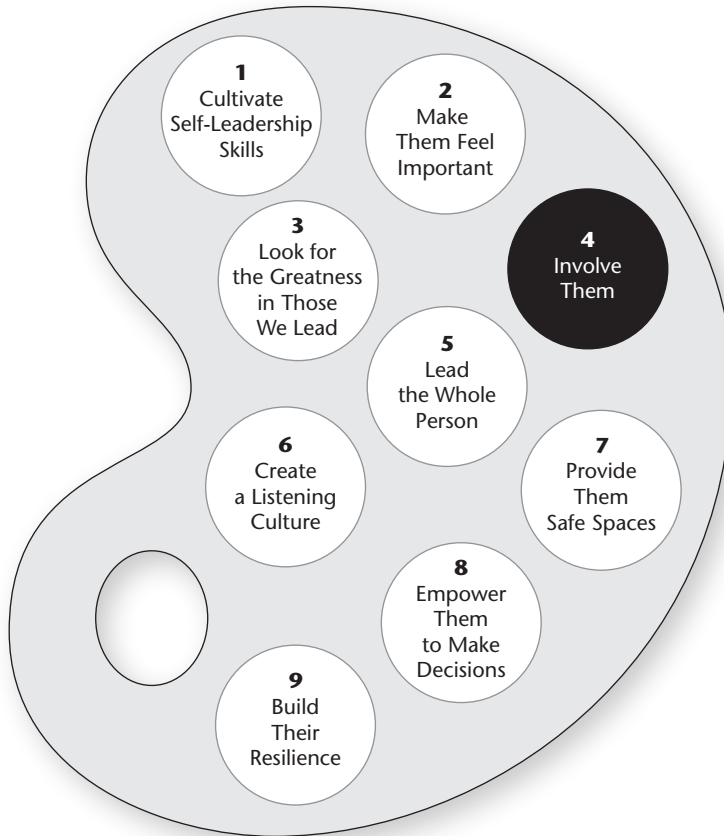 1
Cultivate
Self-Leadership
Skills
2
Make
Them Feel
Important
3
Look for
the Greatness
in Those
We Lead
4
Involve
Them
5
Lead
the Whole
Person
6
Create
a Listening
Culture
7
Provide
Them
Safe Spaces
8
Empower
Them
to Make
Decisions
9
Build
Their
Resilience